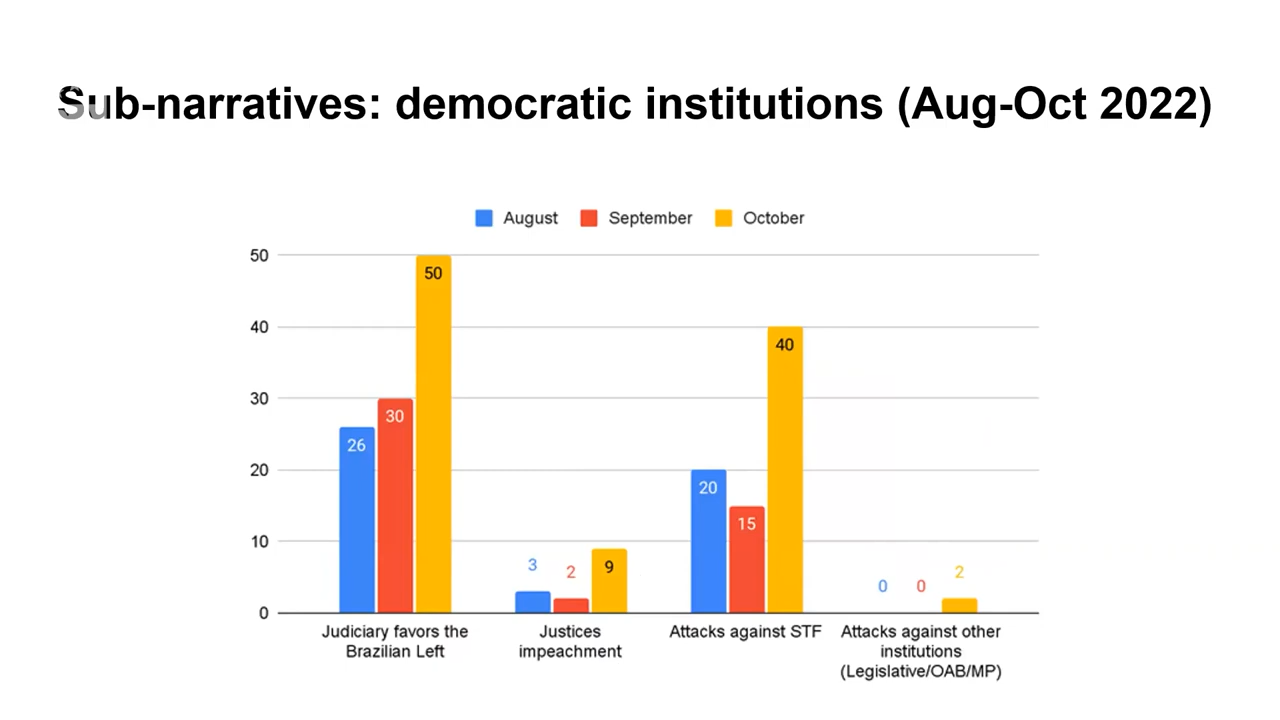 Sub-narratives: democratic institutions (Aug-Oct 2022)
August September October
50
40
30
20
10
0
26
30
50
3
2
9
20
15
40
0
0
2
Judiciary favors the
Brazilian Left
Justices
impeachment
Attacks against STF
Attacks against other
institutions
(Legislative/OAB/MP)